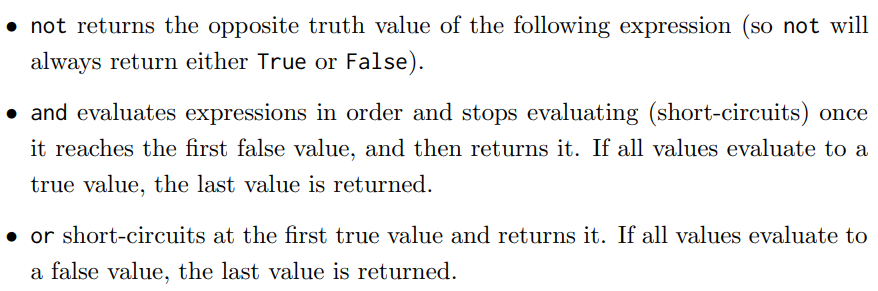 • not returns the opposite truth value of the following expression (so not will
always return either True or False).
• and evaluates expressions in order and stops evaluating (short-circuits) once
it reaches the first false value, and then returns it. If all values evaluate to a
true value, the last value is returned.
• or short-circuits at the first true value and returns it. If all values evaluate to
a false value, the last value is returned.